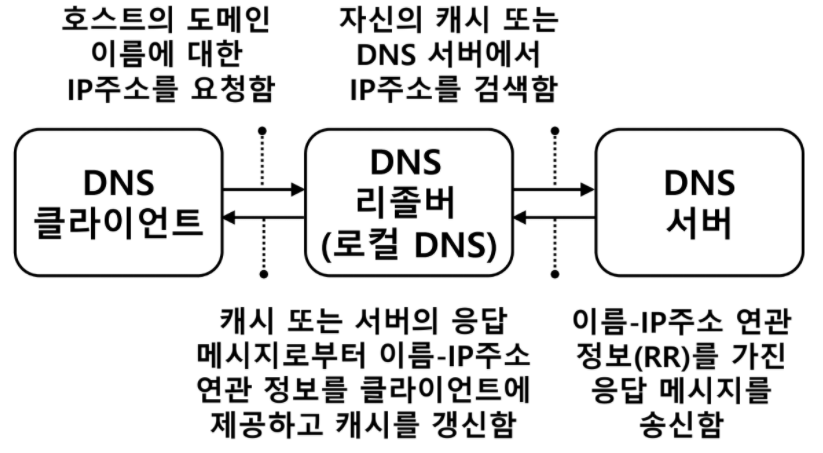 호스트의 도메인
이름에 대한
IP주소를 요청함
자신의 캐시 또는
DNS 서버에서
IP주소를 검색함
DNS
클라이언트
DNS
리졸버
(로컬 DNS)
DNS
서버
캐시 또는 서버의 응답
메시지로부터 이름-IP주소
연관 정보를 클라이언트에
제공하고 캐시를 갱신함
이름-IP주소 연관
정보(RR)를 가진
응답 메시지를
송신함